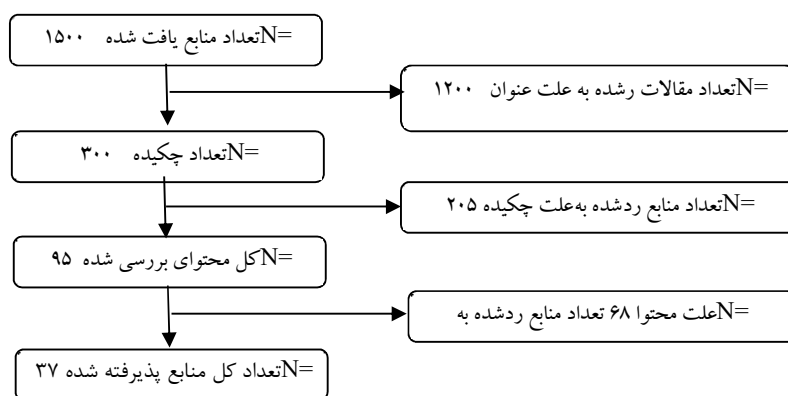 تعداد منابع یافت شده ۱۵۰۰ N=
تعداد مقالات رشده به علت عنوان ۱۲۰۰ N=
تعداد چکیده ۳۰۰ N=
تعداد منابع ردشده به‌علت چکیده ۲۰۵ N=
کل محتوای بررسی شده ۹۵ N=
علت محتوا ۶۸ تعداد منابع ردشده به N=
تعداد کل منابع پذیرفته شده ۳۷ N=